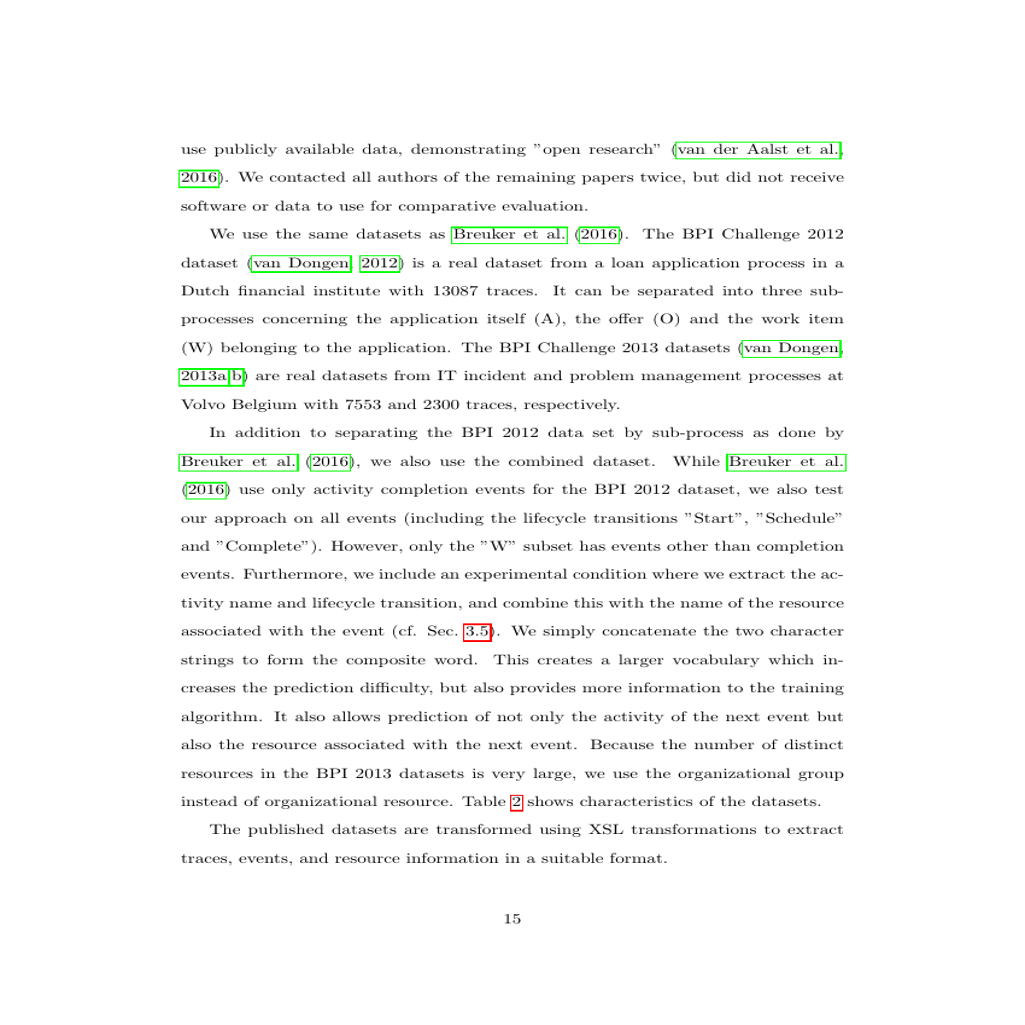 use publicly available data, demonstrating ”open research” (van der Aalst et al.,
2016). We contacted all authors of the remaining papers twice, but did not receive
software or data to use for comparative evaluation.
We use the same datasets as Breuker et al. (2016). The BPI Challenge 2012
dataset (van Dongen, 2012) is a real dataset from a loan application process in a
Dutch financial institute with 13087 traces. It can be separated into three sub-
processes concerning the application itself (A), the offer (O) and the work item
(W) belonging to the application. The BPI Challenge 2013 datasets (van Dongen,
2013a,b) are real datasets from IT incident and problem management processes at
Volvo Belgium with 7553 and 2300 traces, respectively.
In addition to separating the BPI 2012 data set by sub-process as done by
Breuker et al. (2016), we also use the combined dataset. While Breuker et al.
(2016) use only activity completion events for the BPI 2012 dataset, we also test
our approach on all events (including the lifecycle transitions ”Start”, ”Schedule”
and ”Complete”). However, only the ”W” subset has events other than completion
events. Furthermore, we include an experimental condition where we extract the ac-
tivity name and lifecycle transition, and combine this with the name of the resource
associated with the event (cf. Sec. 3.5). We simply concatenate the two character
strings to form the composite word. This creates a larger vocabulary which in-
creases the prediction difficulty, but also provides more information to the training
algorithm. It also allows prediction of not only the activity of the next event but
also the resource associated with the next event. Because the number of distinct
resources in the BPI 2013 datasets is very large, we use the organizational group
instead of organizational resource. Table 2 shows characteristics of the datasets.
The published datasets are transformed using XSL transformations to extract
traces, events, and resource information in a suitable format.
15